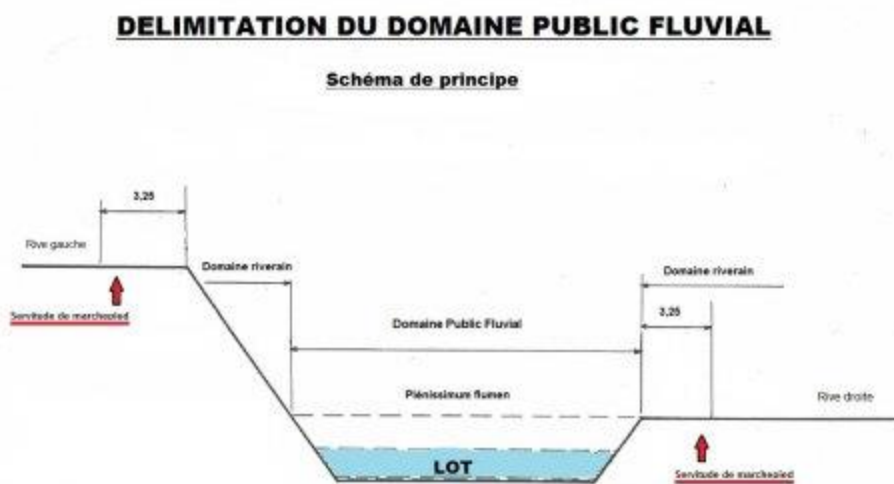 DELIMITATION DU DOMAINE PUBLIC FLUVIAL
Schéma de principe
3,25
Rive gauche
Domaine riverain
Domaine riverain
Servitude de marchepied
3,25
Domaine Public Fluvial
Plénissimum flumen
Rive droite
LOT
Servitude de marchepied